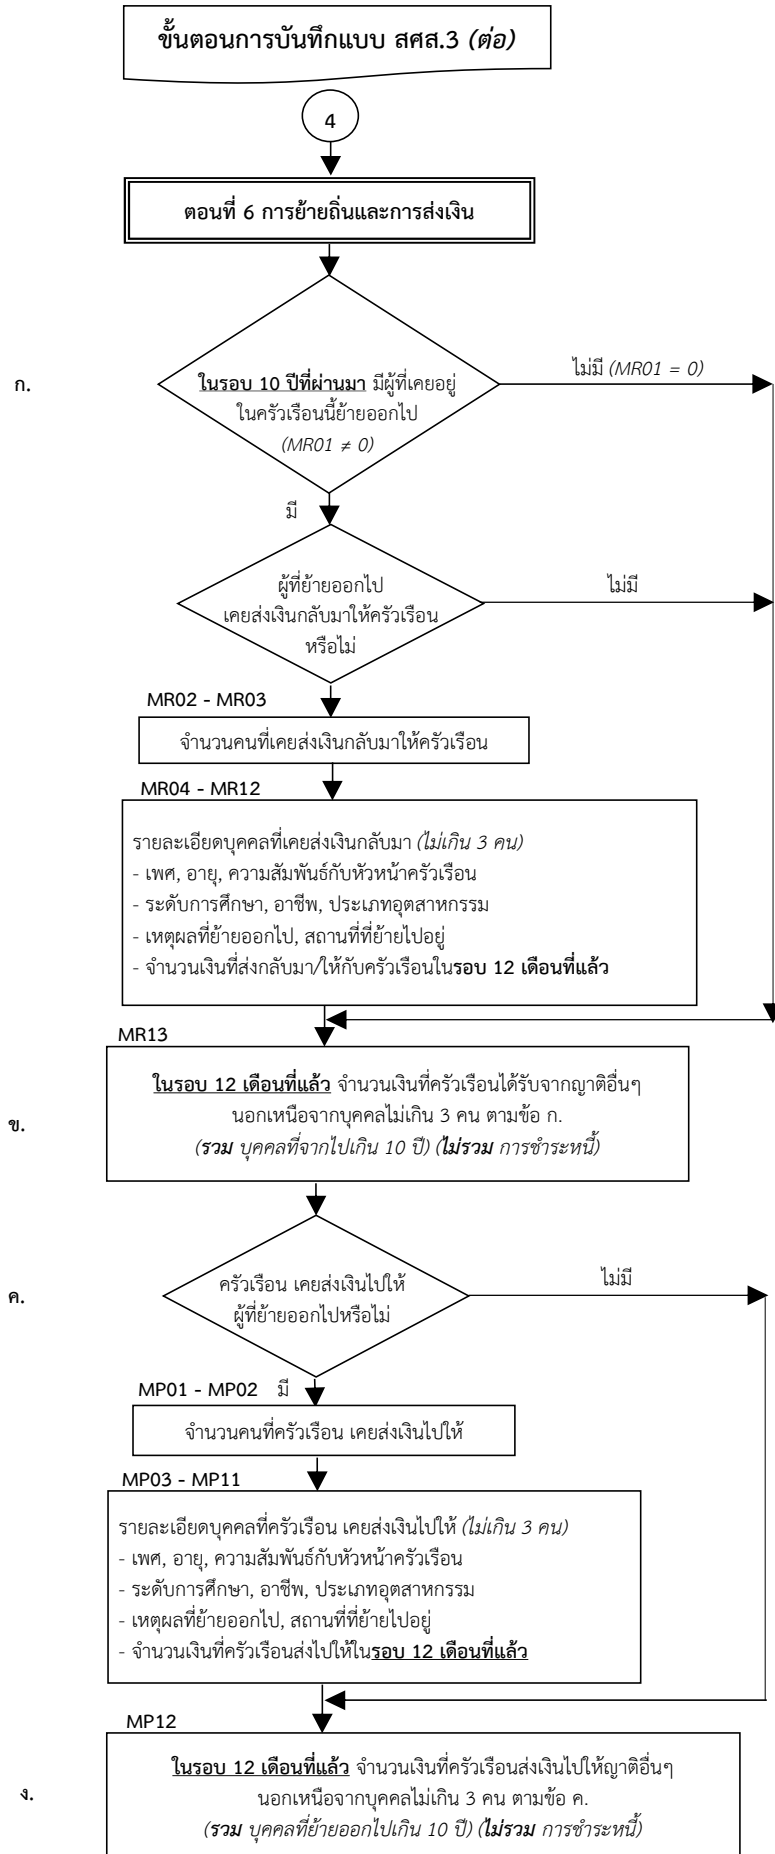 ขั้นตอนการบันทึกแบบ สศส.3 (ต่อ)
4
ตอนที่ 6 การย้ายถิ่นและการส่งเงิน
ก.
ในรอบ 10 ปีที่ผ่านมา มีผู้ที่เคยอยู่
ในครัวเรือนนี้ย้ายออกไป
(MR01 ≠ 0)
ไม่มี (MR01 = 0)
มี
ผู้ที่ย้ายออกไป
เคยส่งเงินกลับมาให้ครัวเรือน
หรือไม่
ไม่มี
MR02 - MR03
จำนวนคนที่เคยส่งเงินกลับมาให้ครัวเรือน
MR04 - MR12
รายละเอียดบุคคลที่เคยส่งเงินกลับมา (ไม่เกิน 3 คน)
- เพศ, อายุ, ความสัมพันธ์กับหัวหน้าครัวเรือน
- ระดับการศึกษา, อาชีพ, ประเภทอุตสาหกรรม
- เหตุผลที่ย้ายออกไป, สถานที่ที่ย้ายไปอยู่
- จำนวนเงินที่ส่งกลับมา/ให้กับครัวเรือนในรอบ 12 เดือนที่แล้ว
MR13
ข.
ในรอบ 12 เดือนที่แล้ว จำนวนเงินที่ครัวเรือนได้รับจากญาติอื่นๆ
นอกเหนือจากบุคคลไม่เกิน 3 คน ตามข้อ ก.
(รวม บุคคลที่จากไปเกิน 10 ปี) (ไม่รวม การชำระหนี้)
ค.
ครัวเรือน เคยส่งเงินไปให้
ผู้ที่ย้ายออกไปหรือไม่
ไม่มี
MP01 - MP02 มี
จำนวนคนที่ครัวเรือน เคยส่งเงินไปให้
MP03 - MP11
รายละเอียดบุคคลที่ครัวเรือน เคยส่งเงินไปให้ (ไม่เกิน 3 คน)
- เพศ, อายุ, ความสัมพันธ์กับหัวหน้าครัวเรือน
- ระดับการศึกษา, อาชีพ, ประเภทอุตสาหกรรม
- เหตุผลที่ย้ายออกไป, สถานที่ที่ย้ายไปอยู่
- จำนวนเงินที่ครัวเรือนส่งไปให้ในรอบ 12 เดือนที่แล้ว
MP12
ง.
ในรอบ 12 เดือนที่แล้ว จำนวนเงินที่ครัวเรือนส่งเงินไปให้ญาติอื่นๆ
นอกเหนือจากบุคคลไม่เกิน 3 คน ตามข้อ ค.
(รวม บุคคลที่ย้ายออกไปเกิน 10 ปี) (ไม่รวม การชำระหนี้)